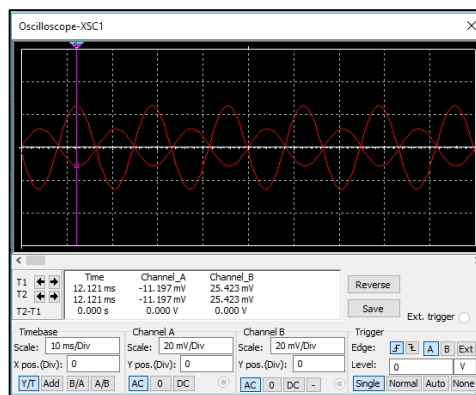 Oscilloscope-XSC1
Time Channel_A Channel_B
T1 12.121 ms -11.197 mV 25.423 mV
T2 12.121 ms -11.197 mV 25.423 mV
T2-T1 0.000 s 0.000 V 0.000 V
Reverse
Save
Ext. trigger
Timebase Channel A Channel B Trigger
Scale: 10 ms/Div Scale: 20 mV/Div Scale: 20 mV/Div Edge: A B Ext
X pos.(Div): 0 Y pos.(Div): 0 Y pos.(Div): 0 Level: 0 V
Y/T Add B/A A/B AC 0 DC AC 0 DC - Single Normal Auto None